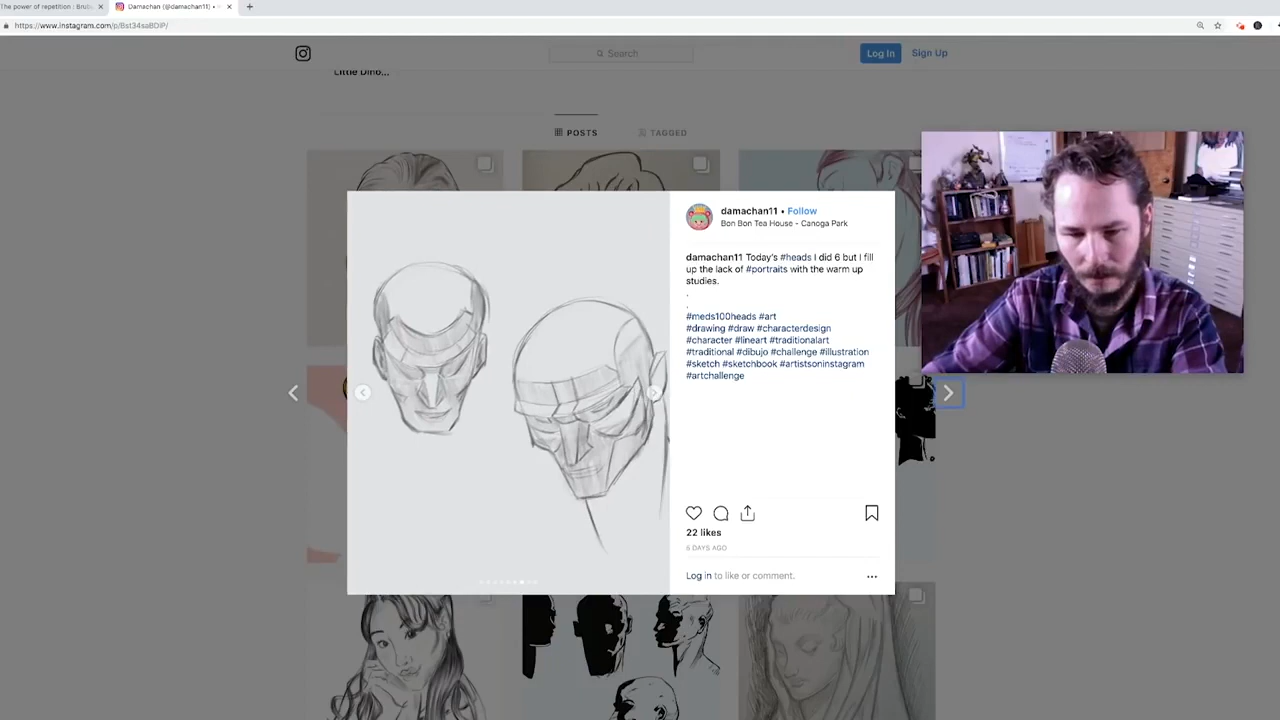 The power of repetition : Brub
Damachan (@damachan11) •
https://www.instagram.com/p/Bst34saBDlP/
Search
Log In
Sign Up
Little Dino...
POSTS
TAGGED
damachan11 • Follow
Bon Bon Tea House - Canoga Park
damachan11 Today's #heads I did 6 but I fill
up the lack of #portraits with the warm up
studies.
.
.
#meds100heads #art
#drawing #draw #characterdesign
#character #lineart #traditionalart
#traditional #dibujo #challenge #illustration
#sketch #sketchbook #artistsoninstagram
#artchallenge
22 likes
6 DAYS AGO
Log in to like or comment.